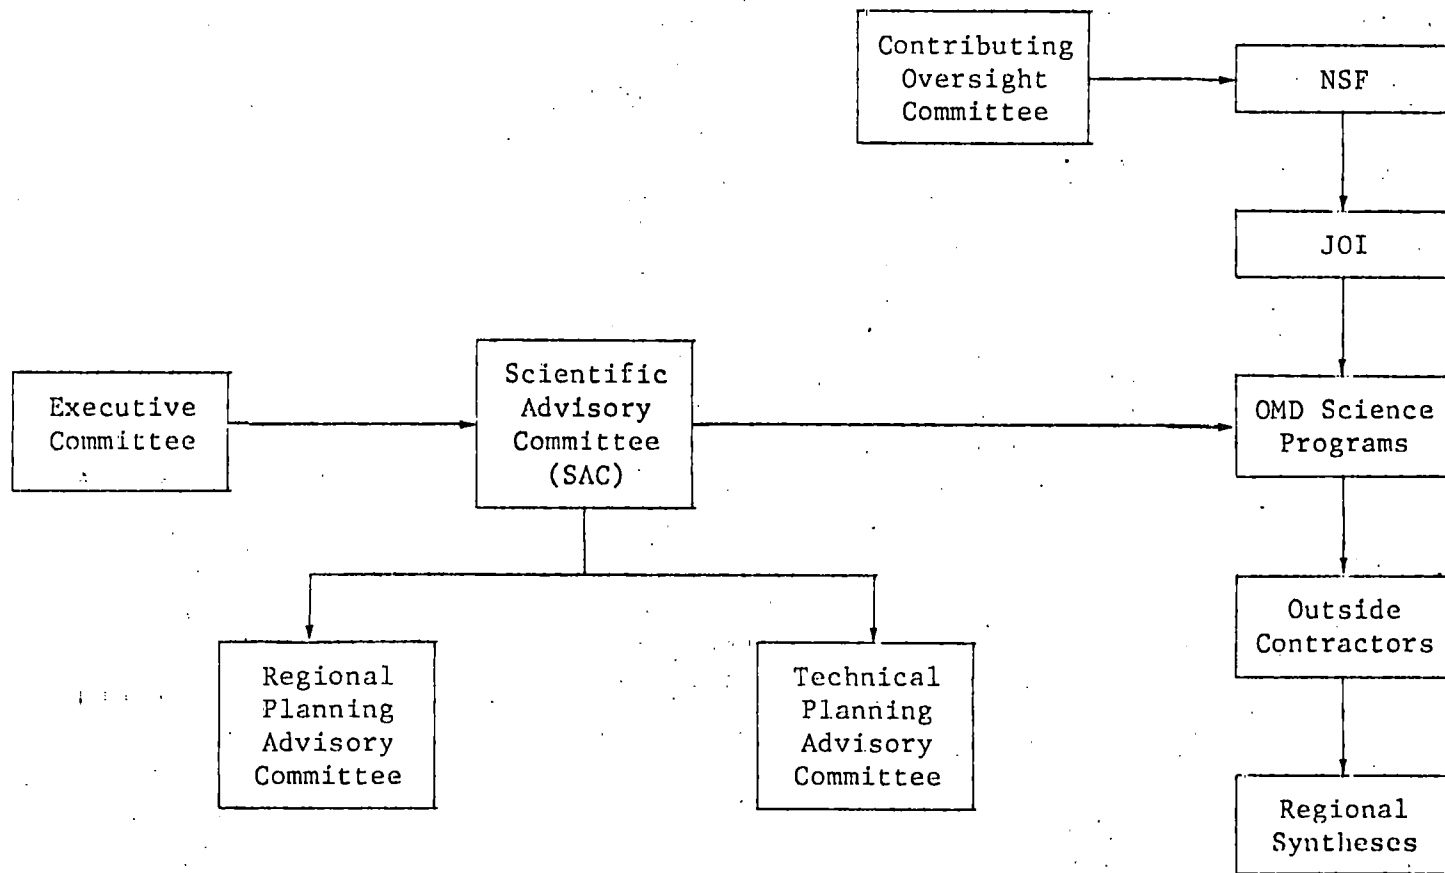 Contributing
Oversight
Committee
NSF
JOI
Executive
Committee
Scientific
Advisory
Committee
(SAC)
OMD Science
Programs
Outside
Contractors
Regional
Planning
Advisory
Committee
Technical
Planning
Advisory
Committee
Regional
Syntheses